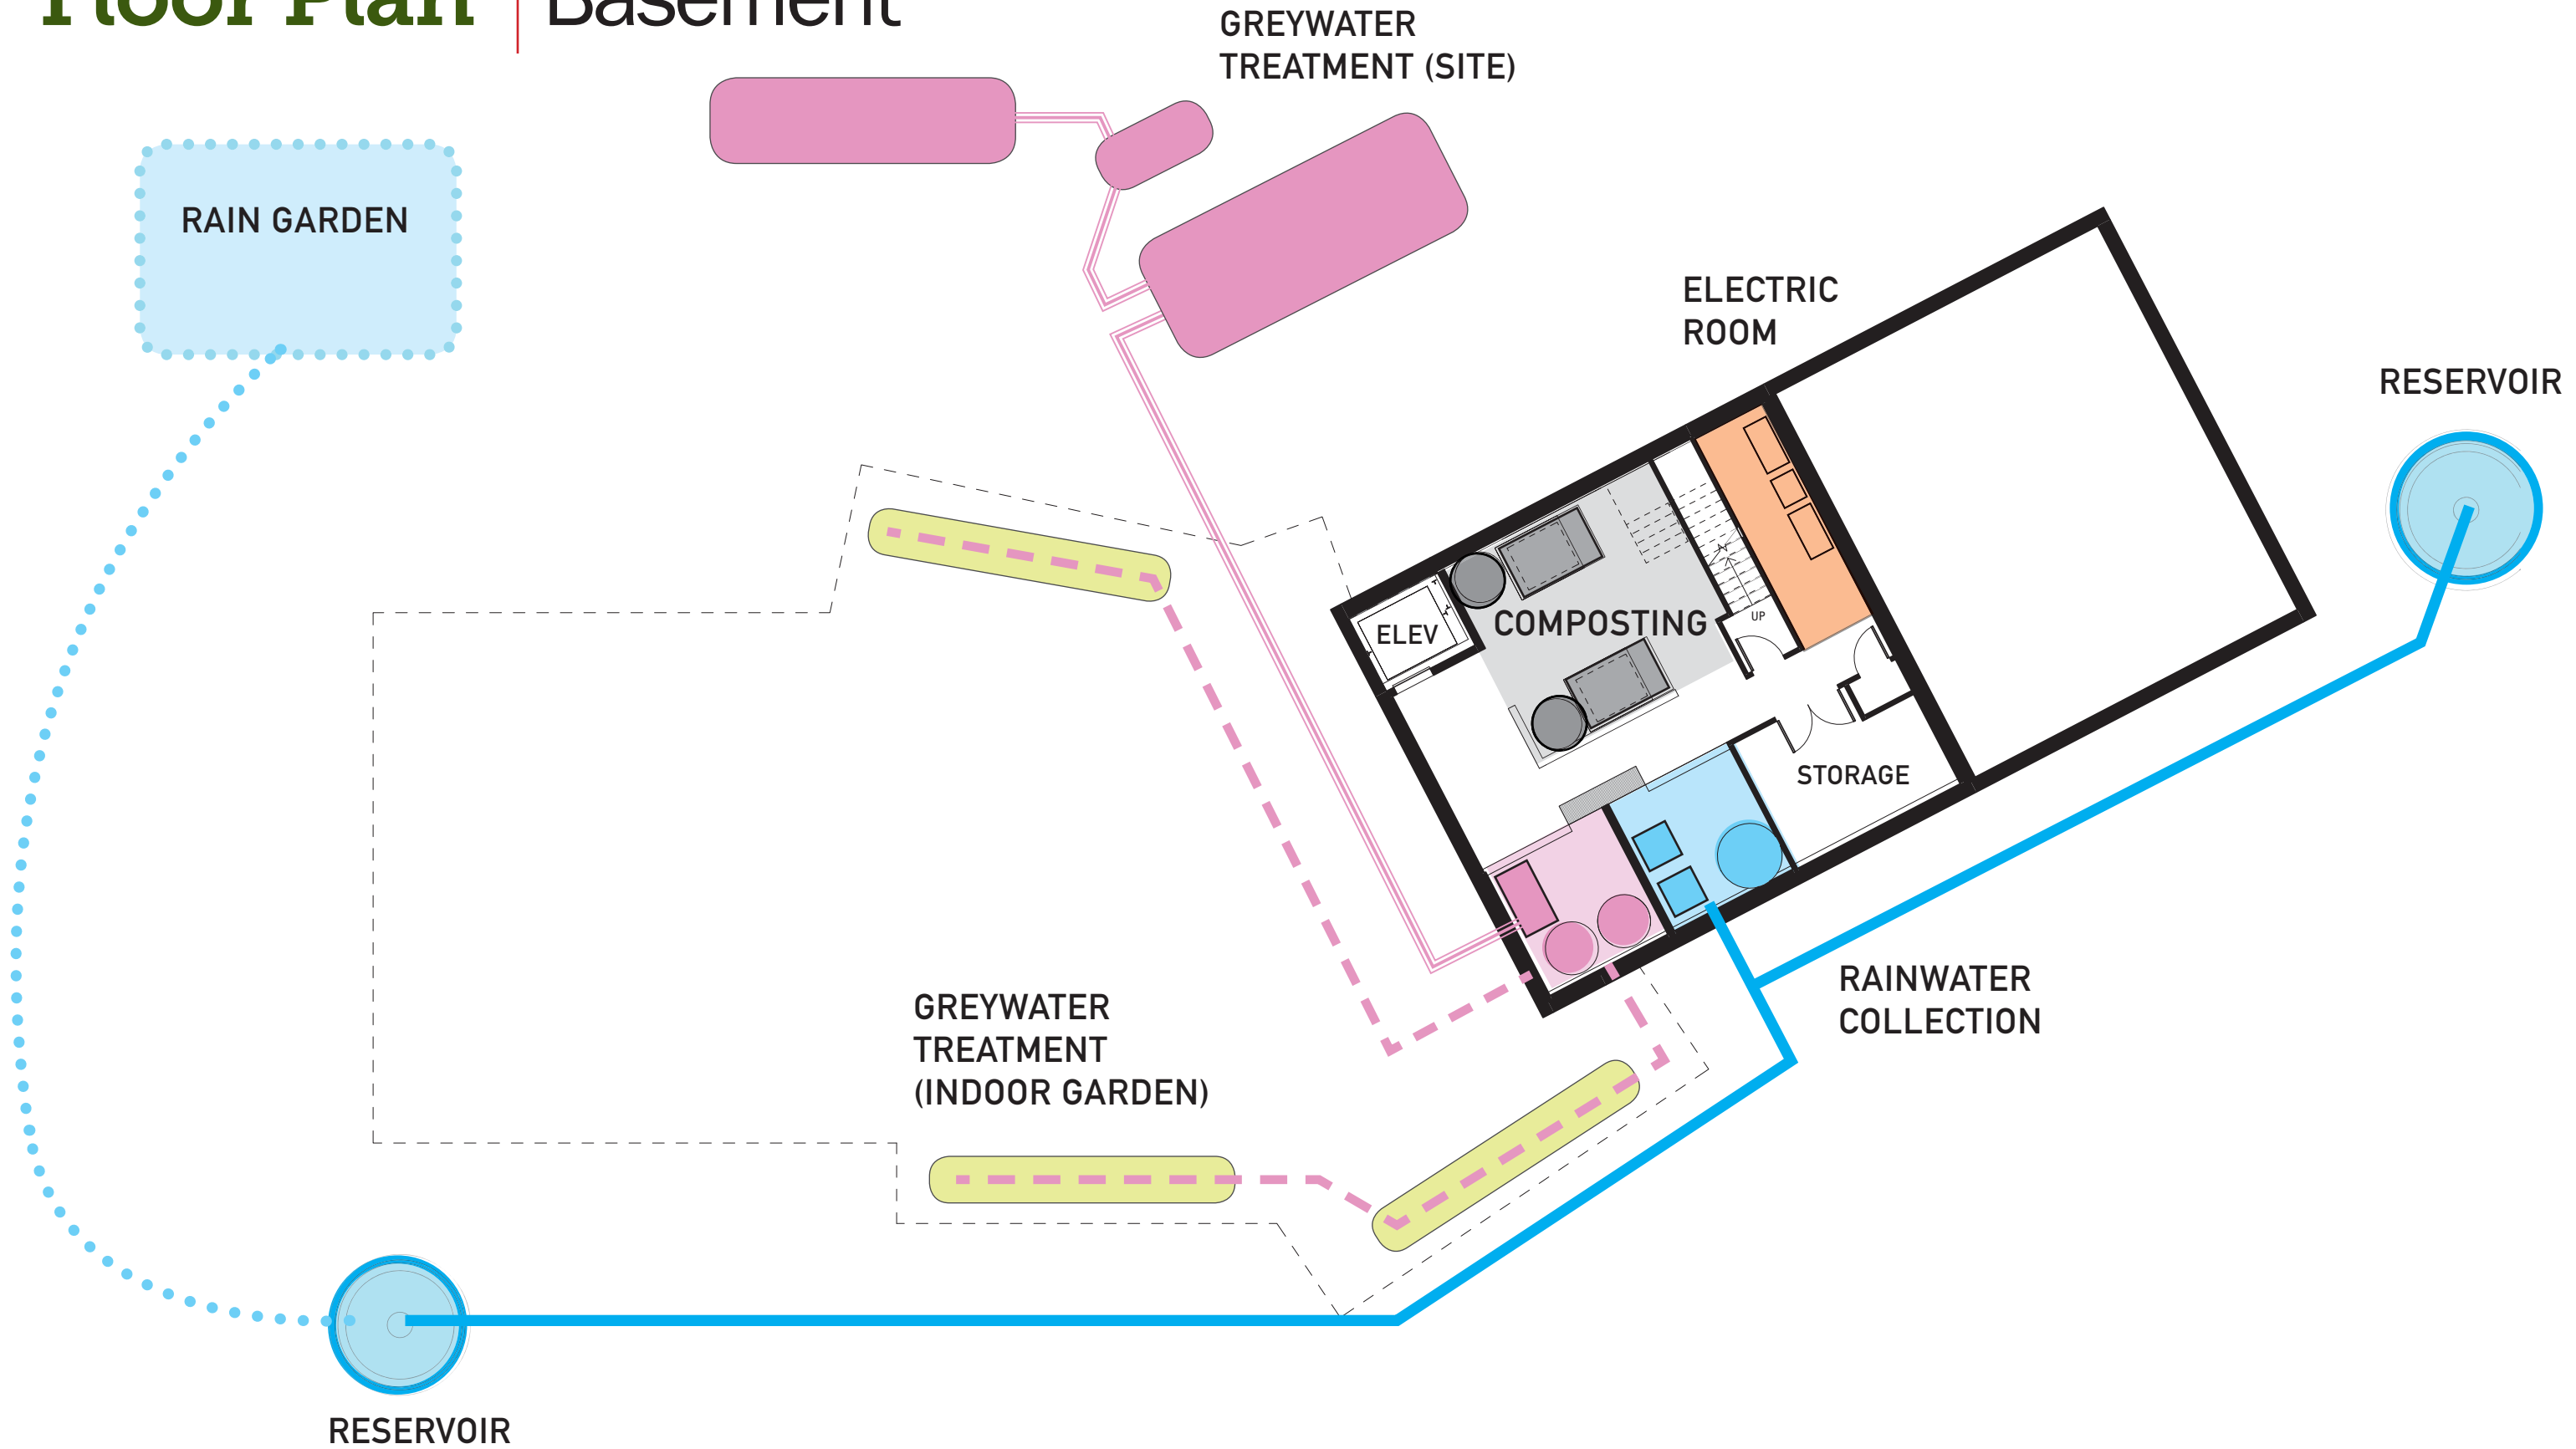 Floor Plan | Basement
GREYWATER
TREATMENT (SITE)
RAIN GARDEN
ELECTRIC
ROOM
RESERVOIR
ELEV
COMPOSTING
UP
STORAGE
RAINWATER
COLLECTION
GREYWATER
TREATMENT
(INDOOR GARDEN)
RESERVOIR